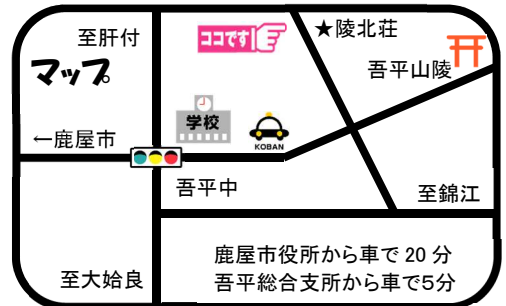 至肝付
ココです
★陵北荘
マップ
吾平山陵
学校
←鹿屋市
KOBAN
吾平中
至錦江
鹿屋市役所から車で 20 分
至大姶良
吾平総合支所から車で５分